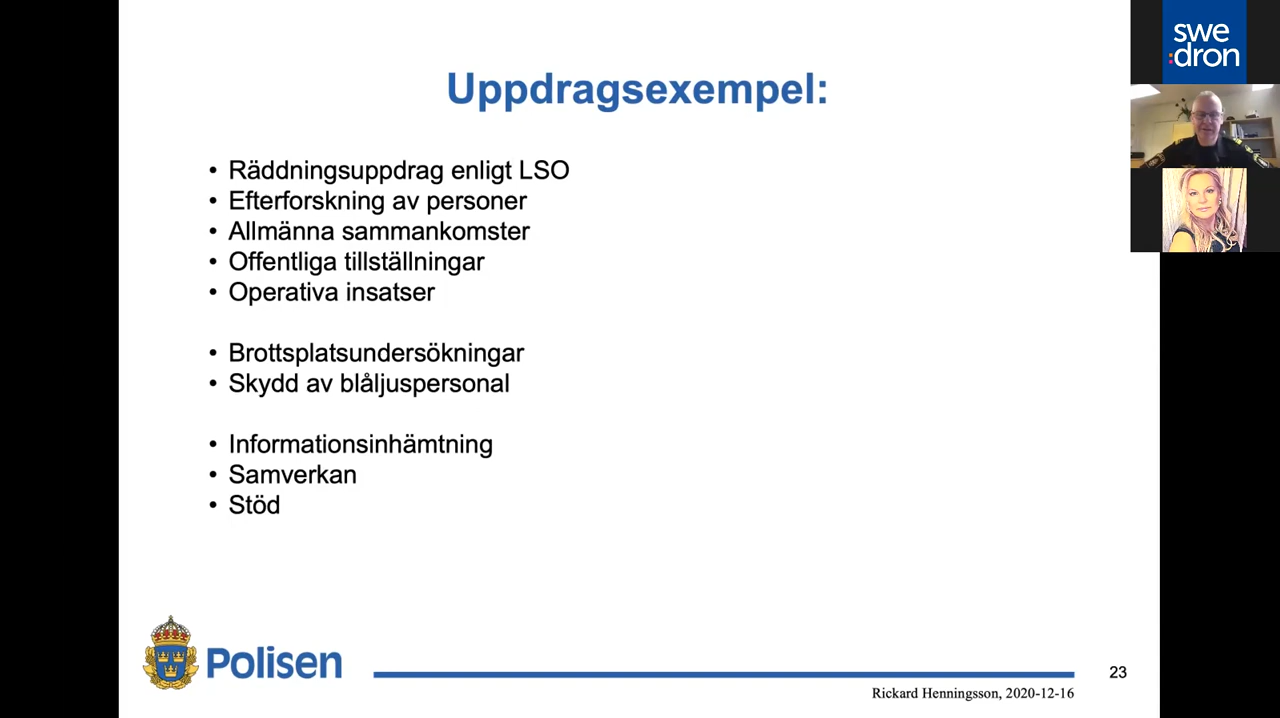 Uppdragsexempel:
• Räddningsuppdrag enligt LSO
• Efterforskning av personer
• Allmänna sammankomster
• Offentliga tillställningar
• Operativa insatser
• Brottsplatsundersökningar
• Skydd av blåljuspersonal
• Informationsinhämtning
• Samverkan
• Stöd
Polisen
23
Rickard Henningsson, 2020-12-16
swe
:dron